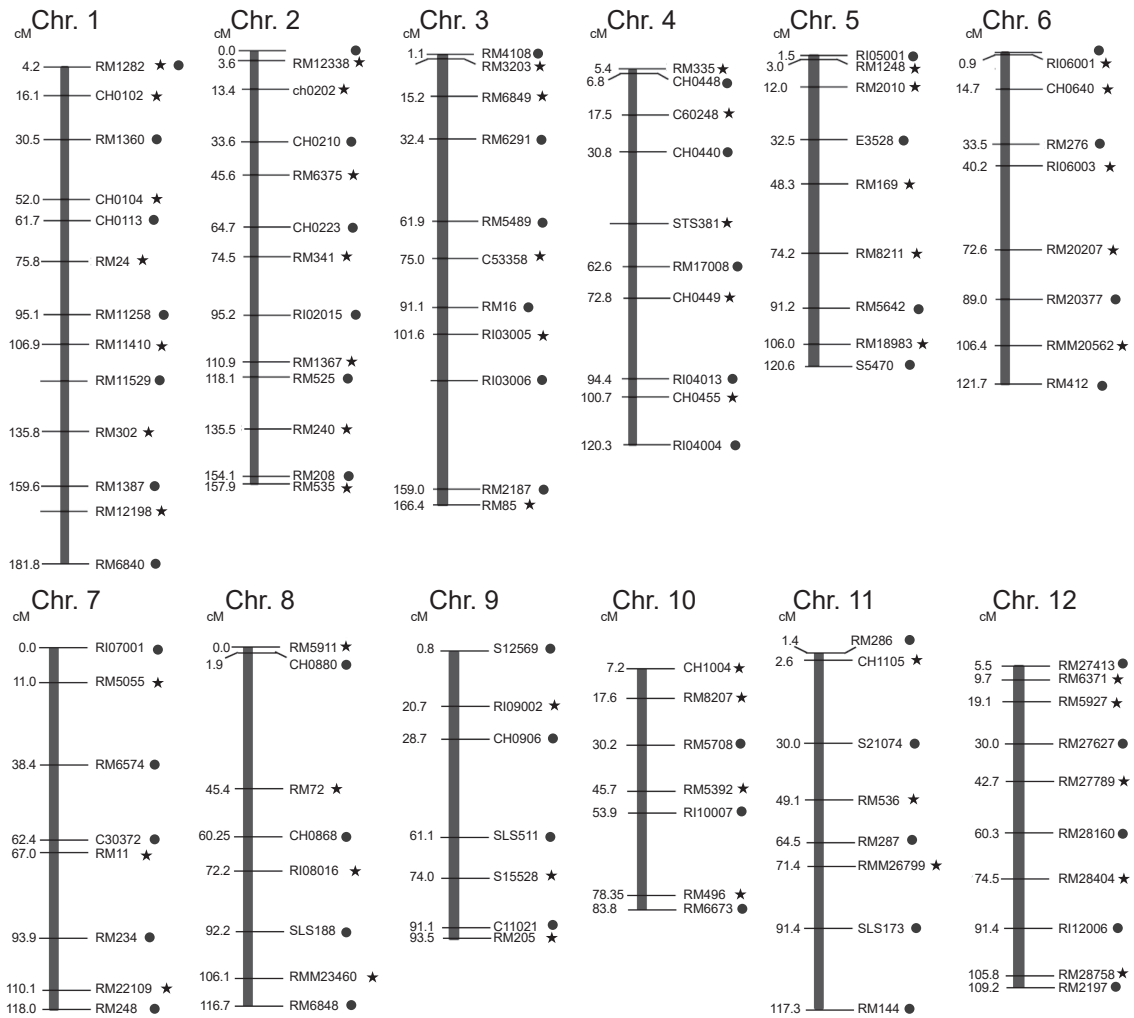 Chr. 1
cM
4.2 RM1282 ★ ●
16.1 CH0102 ★
30.5 RM1360 ●
52.0 CH0104 ★
61.7 CH0113 ●
75.8 RM24 ★
95.1 RM11258 ●
106.9 RM11410 ★
RM11529 ●
135.8 RM302 ★
159.6 RM1387 ●
RM12198 ★
181.8 RM6840 ●
Chr. 2
cM
0.0 ●
3.6 RM12338 ★
13.4 ch0202 ★
33.6 CH0210 ●
45.6 RM6375 ★
64.7 CH0223 ●
74.5 RM341 ★
95.2 RI02015 ●
110.9 RM1367 ★
118.1 RM525 ●
135.5 RM240 ★
154.1 RM208 ●
157.9 RM535 ★
Chr. 3
cM
1.1 RM4108 ●
RM3203 ★
15.2 RM6849 ★
32.4 RM6291 ●
61.9 RM5489 ●
75.0 C53358 ★
91.1 RM16 ●
101.6 RI03005 ★
RI03006 ●
159.0 RM2187 ●
166.4 RM85 ★
Chr. 4
cM
5.4 RM335 ★
6.8 CH0448 ●
17.5 C60248 ★
30.8 CH0440 ●
STS381 ★
62.6 RM17008 ●
72.8 CH0449 ★
94.4 RI04013 ●
100.7 CH0455 ★
120.3 RI04004 ●
Chr. 5
cM
1.5 RI05001 ●
3.0 RM1248 ★
12.0 RM2010 ★
32.5 E3528 ●
48.3 RM169 ★
74.2 RM8211 ★
91.2 RM5642 ●
106.0 RM18983 ★
120.6 S5470 ●
Chr. 6
cM
●
0.9 RI06001 ★
14.7 CH0640 ★
33.5 RM276 ●
40.2 RI06003 ★
72.6 RM20207 ★
89.0 RM20377 ●
106.4 RMM20562 ★
121.7 RM412 ●
Chr. 7
cM
0.0 RI07001 ●
11.0 RM5055 ★
38.4 RM6574 ●
62.4 C30372 ●
67.0 RM11 ★
93.9 RM234 ●
110.1 RM22109 ★
118.0 RM248 ●
Chr. 8
cM
0.0 RM5911 ★
1.9 CH0880 ●
45.4 RM72 ★
60.25 CH0868 ●
72.2 RI08016 ★
92.2 SLS188 ●
106.1 RMM23460 ★
116.7 RM6848 ●
Chr. 9
cM
0.8 S12569 ●
20.7 RI09002 ★
28.7 CH0906 ●
61.1 SLS511 ●
74.0 S15528 ★
91.1 C11021 ●
93.5 RM205 ★
Chr. 10
cM
7.2 CH1004 ★
17.6 RM8207 ★
30.2 RM5708 ●
45.7 RM5392 ★
53.9 RI10007 ●
78.35 RM496 ★
83.8 RM6673 ●
Chr. 11
cM
1.4 RM286 ●
2.6 CH1105 ★
30.0 S21074 ●
49.1 RM536 ★
64.5 RM287 ●
71.4 RMM26799 ★
91.4 SLS173 ●
117.3 RM144 ●
Chr. 12
cM
5.5 RM27413 ●
9.7 RM6371 ★
19.1 RM5927 ★
30.0 RM27627 ●
42.7 RM27789 ★
60.3 RM28160 ●
74.5 RM28404 ★
91.4 RI12006 ●
105.8 RM28758 ★
109.2 RM2197 ●